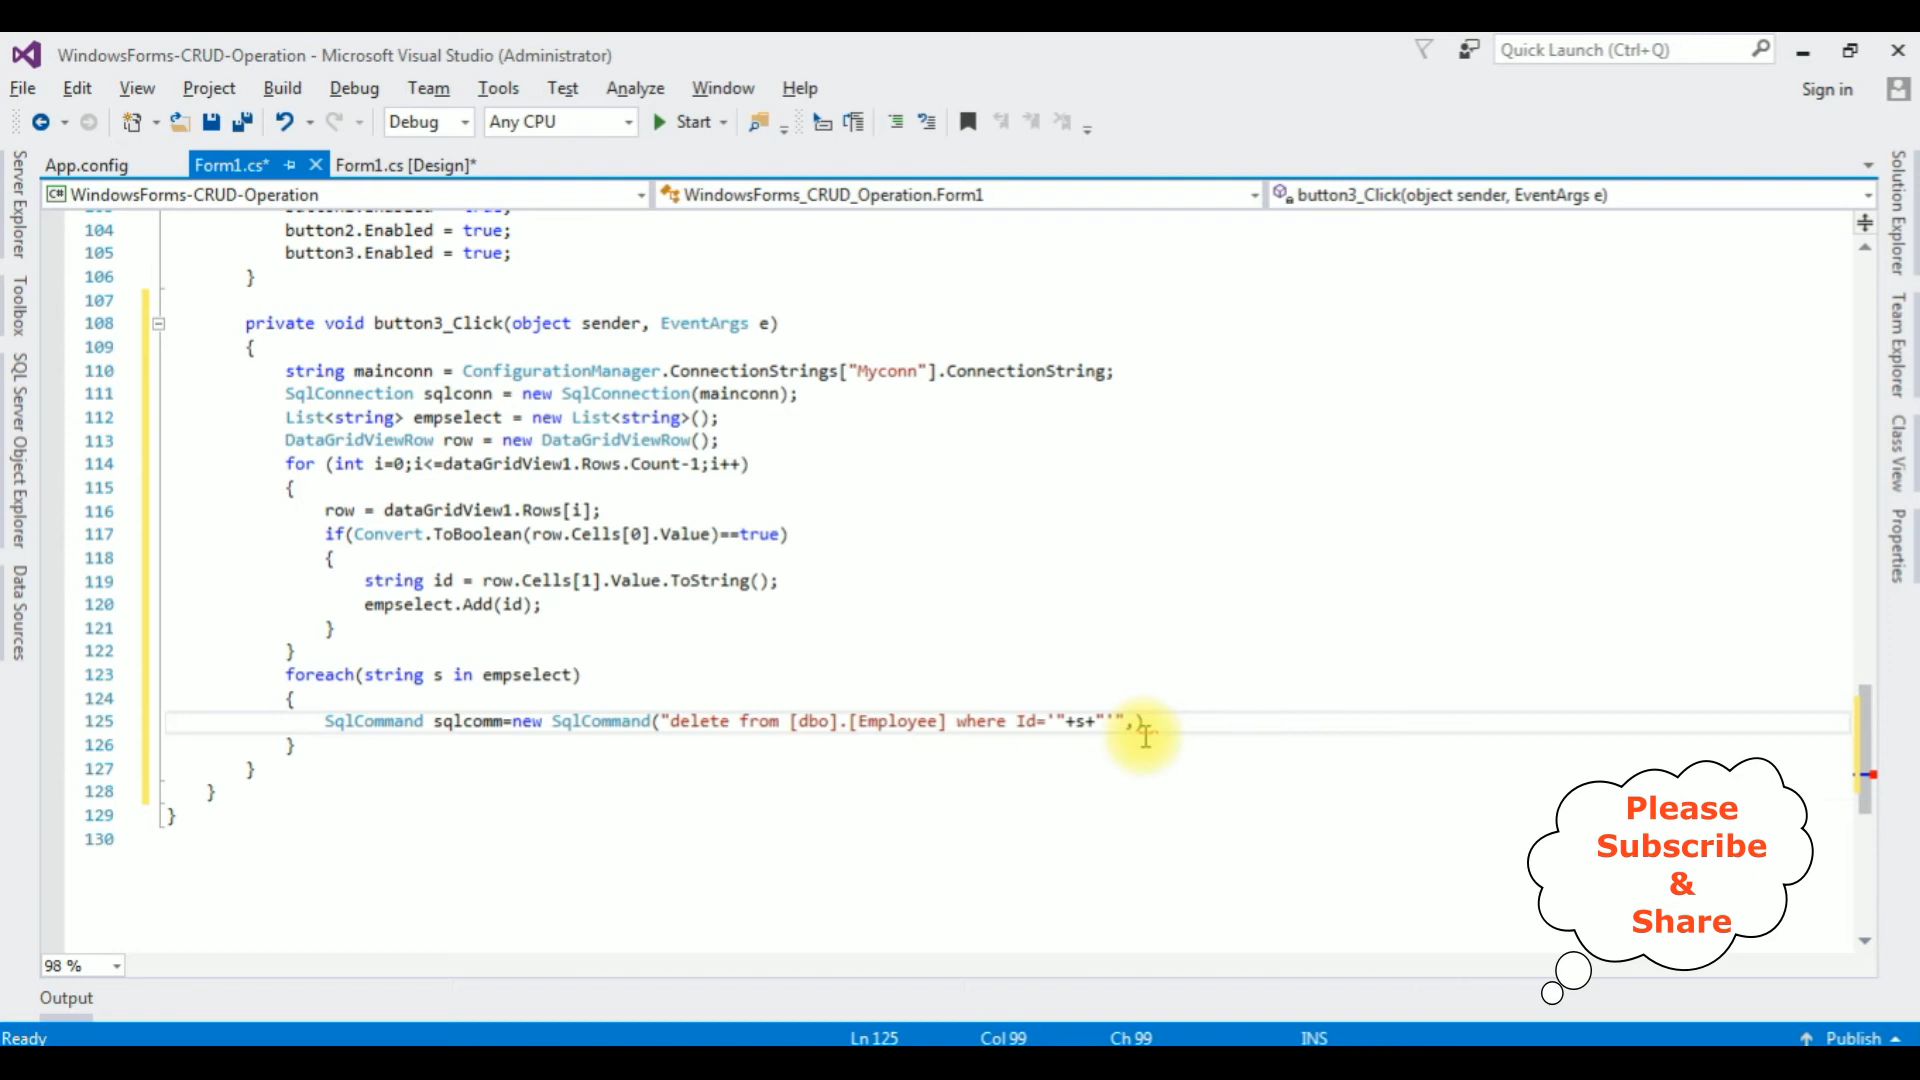 WindowsForms-CRUD-Operation - Microsoft Visual Studio (Administrator)
Quick Launch (Ctrl+Q)
File Edit View Project Build Debug Team Tools Test Analyze Window Help
Sign in
Debug Any CPU Start
App.config Form1.cs* Form1.cs [Design]*
WindowsForms-CRUD-Operation WindowsForms_CRUD_Operation.Form1 button3_Click(object sender, EventArgs e)
104 button2.Enabled = true;
105 button3.Enabled = true;
106 }
107
108 private void button3_Click(object sender, EventArgs e)
109 {
110 string mainconn = ConfigurationManager.ConnectionStrings["Myconn"].ConnectionString;
111 SqlConnection sqlconn = new SqlConnection(mainconn);
112 List<string> empselect = new List<string>();
113 DataGridViewRow row = new DataGridViewRow();
114 for (int i=0;i<=dataGridView1.Rows.Count-1;i++)
115 {
116 row = dataGridView1.Rows[i];
117 if(Convert.ToBoolean(row.Cells[0].Value)==true)
118 {
119 string id = row.Cells[1].Value.ToString();
120 empselect.Add(id);
121 }
122 }
123 foreach(string s in empselect)
124 {
125 SqlCommand sqlcomm=new SqlCommand("delete from [dbo].[Employee] where Id='"+s+"'",)
126 }
127 }
128 }
129 }
130
98 %
Output
Ready Ln 125 Col 99 Ch 99 INS Publish
Server Explorer
Toolbox
SQL Server Object Explorer
Data Sources
Solution Explorer
Team Explorer
Class View
Properties
Please
Subscribe
&
Share